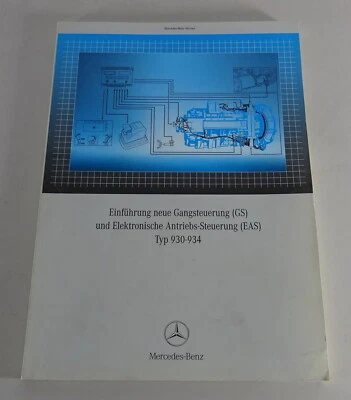 Mercedes-Benz Service
Einführung neue Gangsteuerung (GS)
und Elektronische Antriebs-Steuerung (EAS)
Typ 930-934
Mercedes-Benz